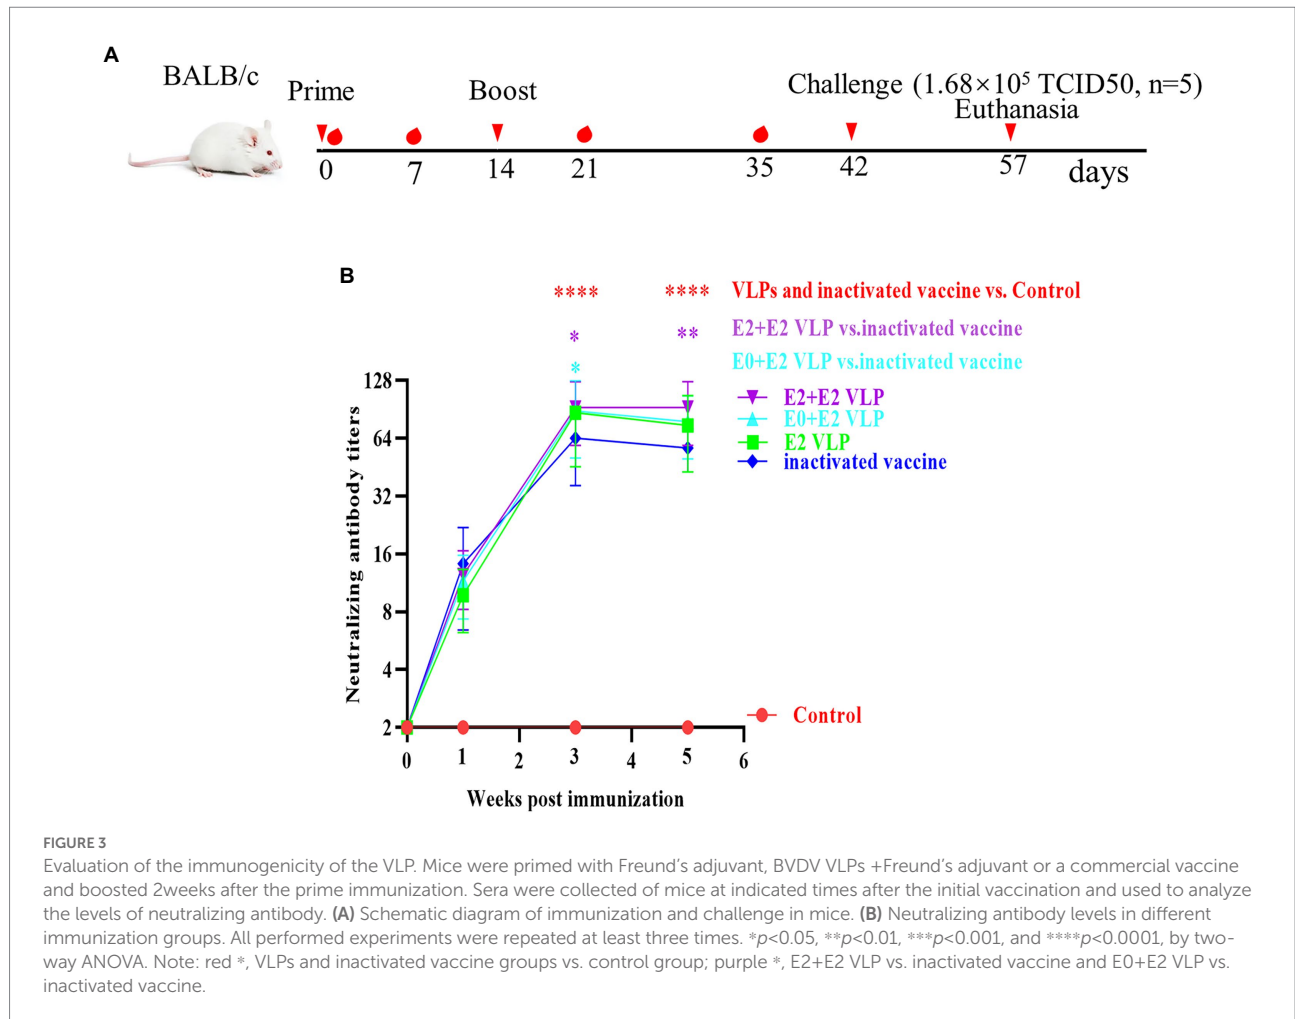 A
BALB/c
Prime
Boost
Challenge (1.68×10⁵ TCID50, n=5)
Euthanasia
0 7 14 21 35 42 57 days
B
**** **** VLPs and inactivated vaccine vs. Control
* ** E2+E2 VLP vs.inactivated vaccine
* E0+E2 VLP vs.inactivated vaccine
128
64
32
16
8
4
2
Neutralizing antibody titers
E2+E2 VLP
E0+E2 VLP
E2 VLP
inactivated vaccine
Control
0 1 2 3 4 5 6
Weeks post immunization
FIGURE 3
Evaluation of the immunogenicity of the VLP. Mice were primed with Freund's adjuvant, BVDV VLPs +Freund's adjuvant or a commercial vaccine
and boosted 2weeks after the prime immunization. Sera were collected of mice at indicated times after the initial vaccination and used to analyze
the levels of neutralizing antibody. (A) Schematic diagram of immunization and challenge in mice. (B) Neutralizing antibody levels in different
immunization groups. All performed experiments were repeated at least three times. *p<0.05, **p<0.01, ***p<0.001, and ****p<0.0001, by two-
way ANOVA. Note: red *, VLPs and inactivated vaccine groups vs. control group; purple *, E2+E2 VLP vs. inactivated vaccine and E0+E2 VLP vs.
inactivated vaccine.